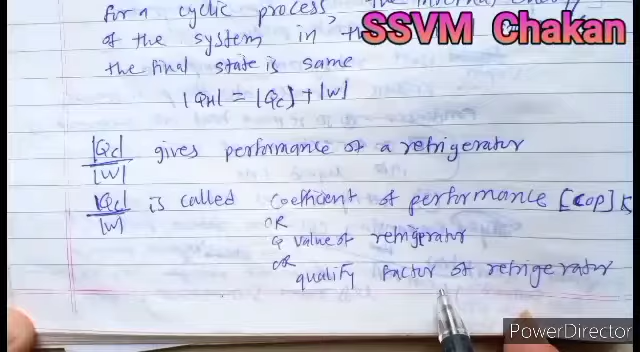 for a cyclic process, the internal energy
SSVM Chakan
of the system in the
the final state is same
|QH| = |QC| + |W|
|QC|/|W| gives performance of a refrigerator
|QC|/|W| is called coefficient of performance [COP] K
OR
Q value of refrigerator
OR
quality factor of refrigerator
PowerDirector